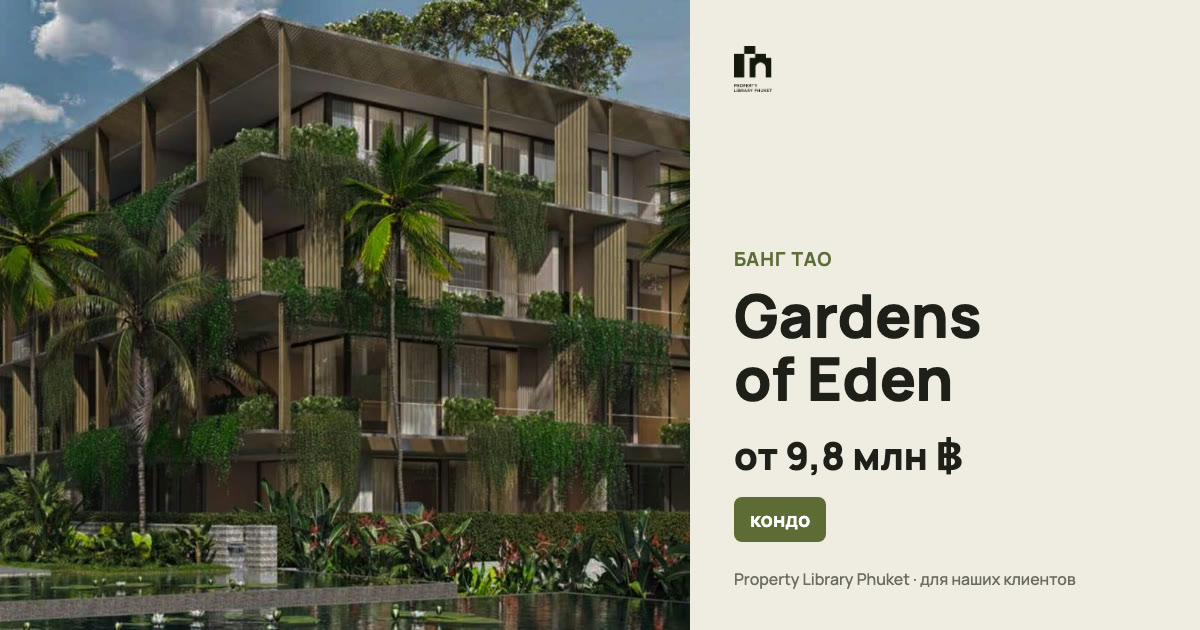 PROPERTY
LIBRARY PHUKET
БАНГ ТАО
Gardens
of Eden
от 9,8 млн ฿
кондо
Property Library Phuket · для наших клиентов